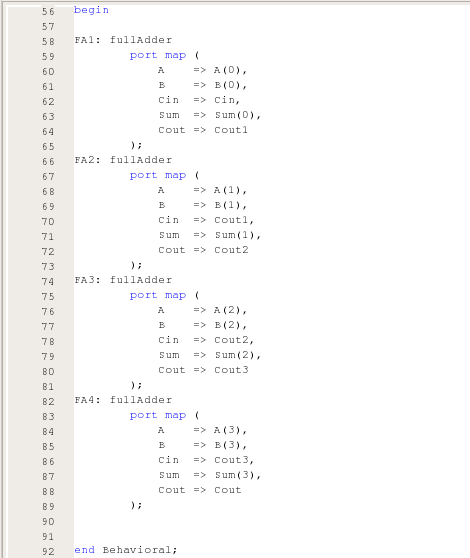 56 begin
57
58 FA1: fullAdder
59 port map (
60 A => A(0),
61 B => B(0),
62 Cin => Cin,
63 Sum => Sum(0),
64 Cout => Cout1
65 );
66 FA2: fullAdder
67 port map (
68 A => A(1),
69 B => B(1),
70 Cin => Cout1,
71 Sum => Sum(1),
72 Cout => Cout2
73 );
74 FA3: fullAdder
75 port map (
76 A => A(2),
77 B => B(2),
78 Cin => Cout2,
79 Sum => Sum(2),
80 Cout => Cout3
81 );
82 FA4: fullAdder
83 port map (
84 A => A(3),
85 B => B(3),
86 Cin => Cout3,
87 Sum => Sum(3),
88 Cout => Cout
89 );
90
91
92 end Behavioral;